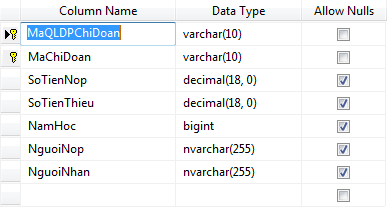 Column Name Data Type Allow Nulls
MaQLDPChiDoan varchar(10)
MaChiDoan varchar(10)
SoTienNop decimal(18, 0)
SoTienThieu decimal(18, 0)
NamHoc bigint
NguoiNop nvarchar(255)
NguoiNhan nvarchar(255)